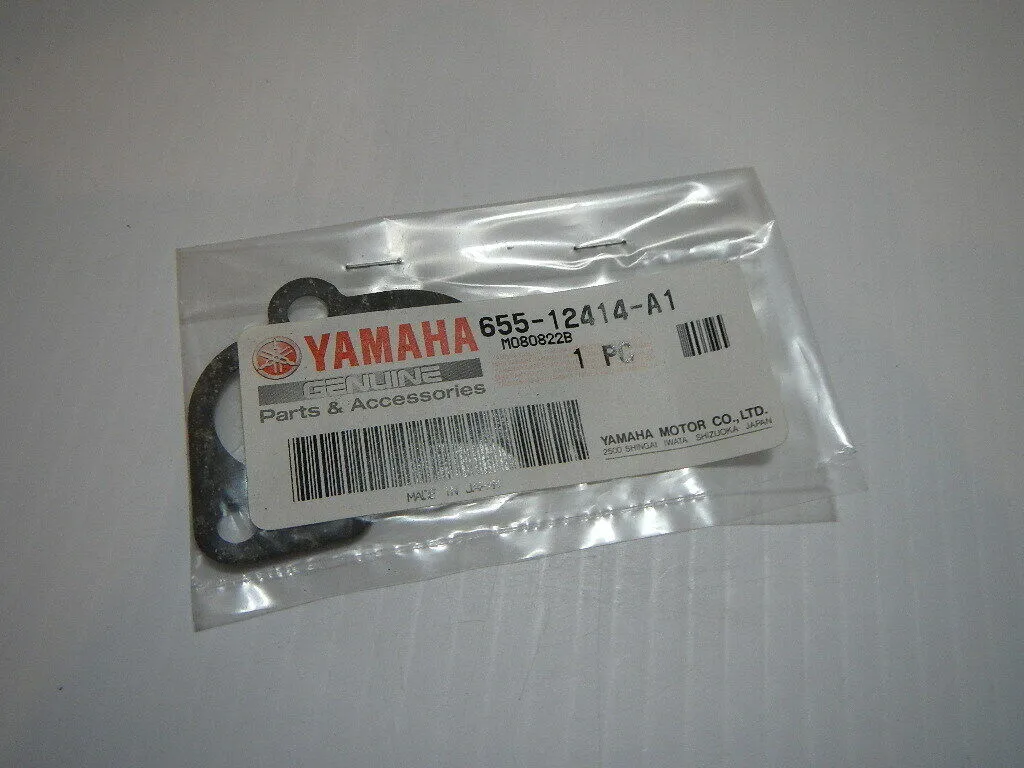 YAMAHA 655-12414-A1
M080822B
1 PC
GENUINE
Parts & Accessories
YAMAHA MOTOR CO.,LTD.
2500 SHINGAI IWATA SHIZUOKA JAPAN
MADE IN JAPAN